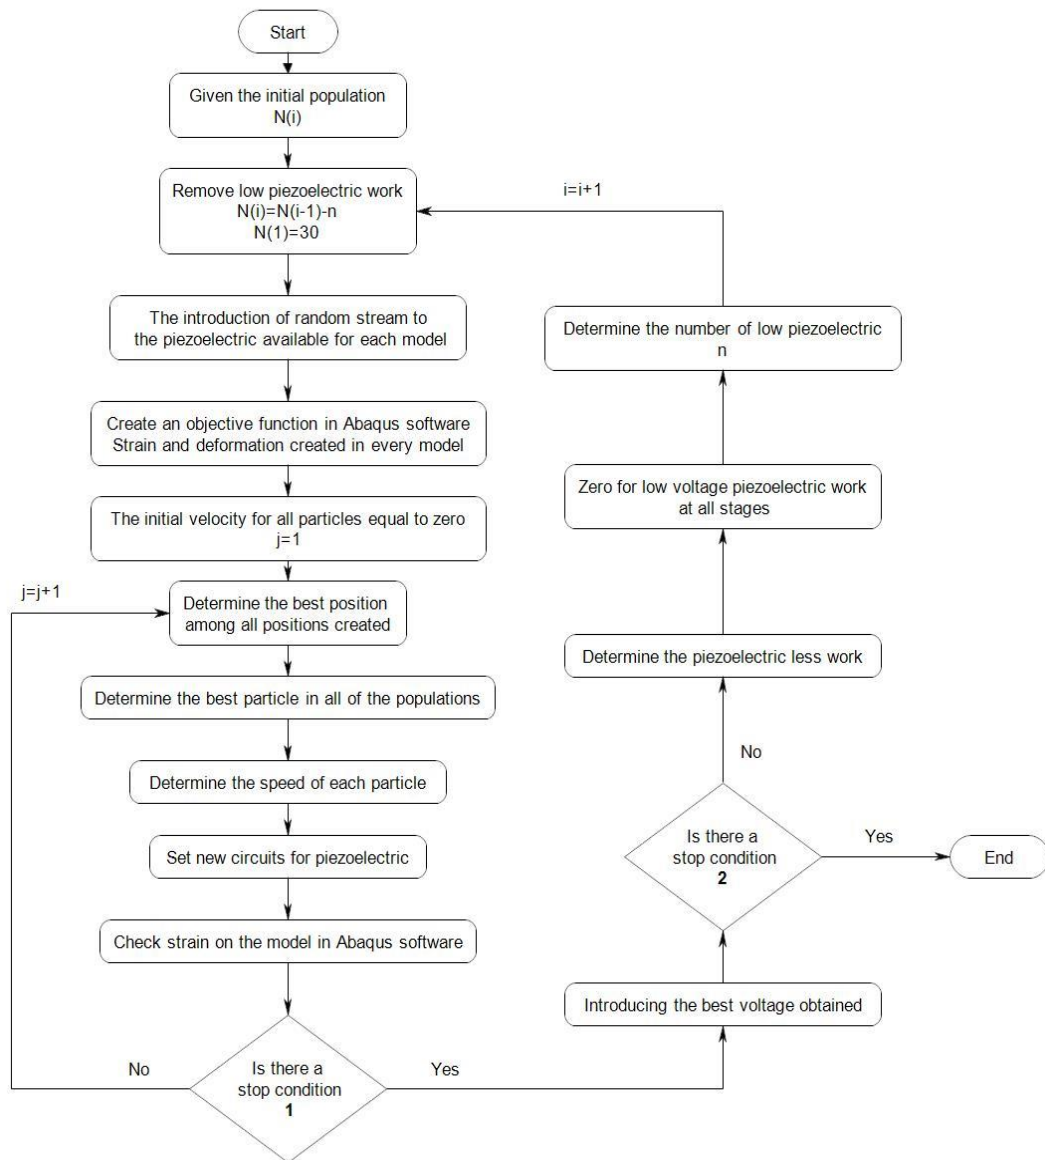 Start
Given the initial population
N(i)
Remove low piezoelectric work
N(i)=N(i-1)-n
N(1)=30
The introduction of random stream to
the piezoelectric available for each model
Create an objective function in Abaqus software
Strain and deformation created in every model
The initial velocity for all particles equal to zero
j=1
j=j+1
Determine the best position
among all positions created
Determine the best particle in all of the populations
Determine the speed of each particle
Set new circuits for piezoelectric
Check strain on the model in Abaqus software
Is there a
stop condition
1
No
Yes
Introducing the best voltage obtained
Is there a
stop condition
2
Yes
End
No
Determine the piezoelectric less work
Zero for low voltage piezoelectric work
at all stages
Determine the number of low piezoelectric
n
i=i+1